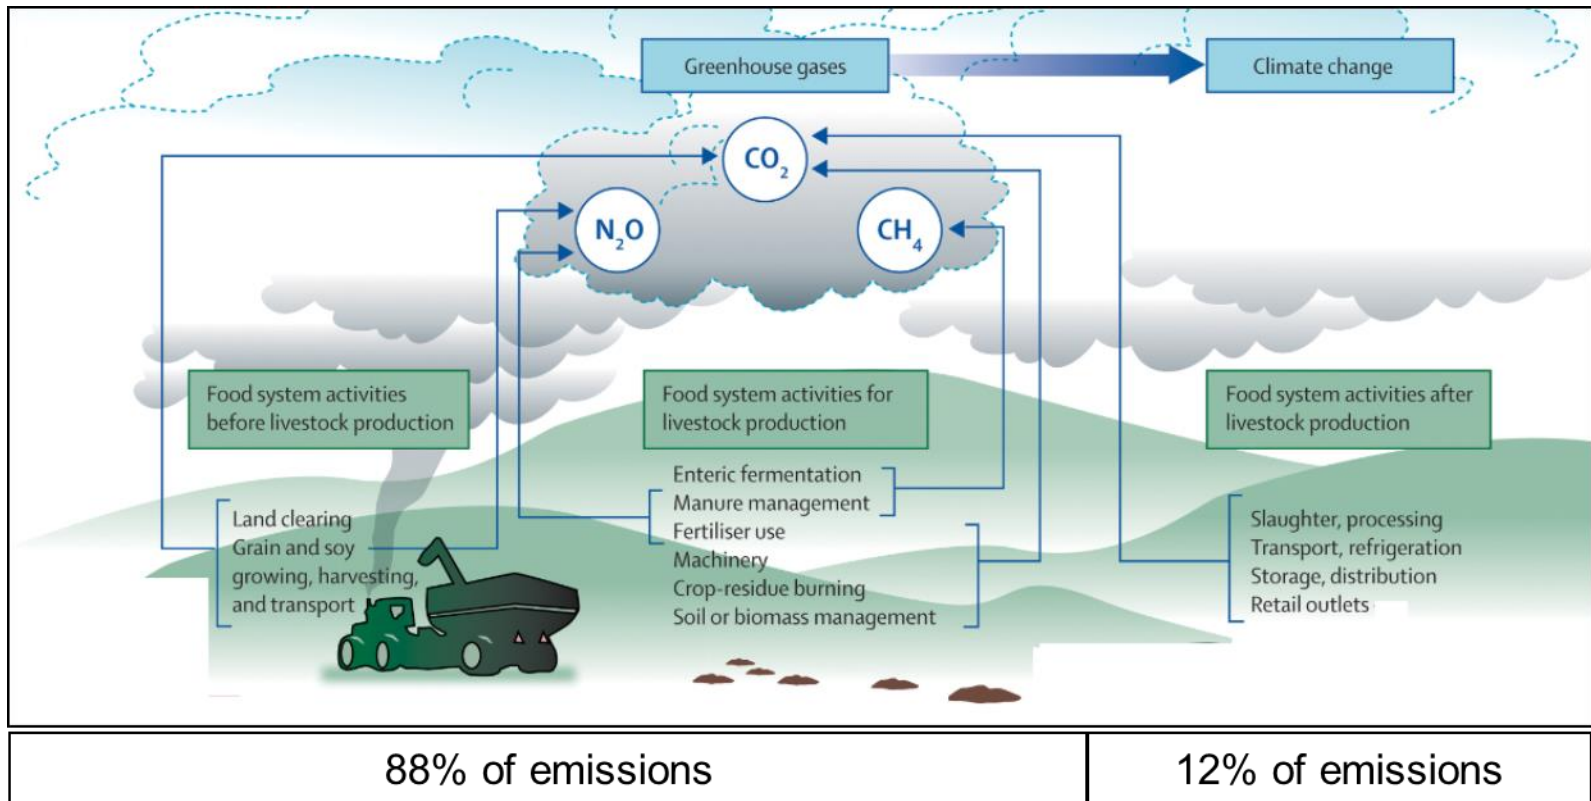 Greenhouse gases
Climate change
CO2
N2O
CH4
Food system activities
before livestock production
Food system activities for
livestock production
Food system activities after
livestock production
Land clearing
Grain and soy
growing, harvesting,
and transport
Enteric fermentation
Manure management
Fertiliser use
Machinery
Crop-residue burning
Soil or biomass management
Slaughter, processing
Transport, refrigeration
Storage, distribution
Retail outlets
88% of emissions
12% of emissions